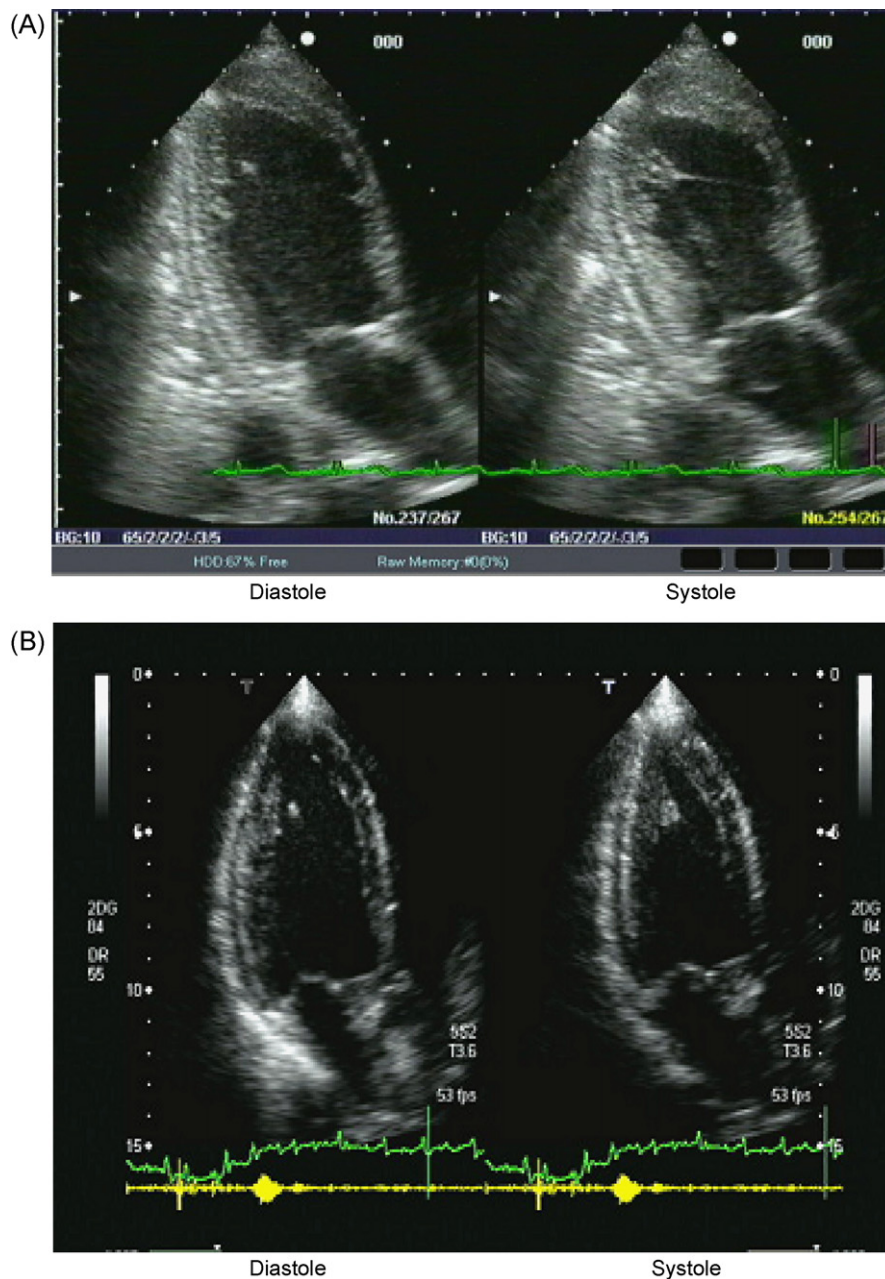 (A)
000 000
No.237/267 No.254/267
BG:10 65/2/2/2/-/3/5 BG:10 65/2/2/2/-/3/5
HDD:67% Free Raw Memory:#0(0%)
Diastole Systole
(B)
0 T T 0
5 5
2DG 2DG
84 84
DR DR
55 55
10 10
5S2 5S2
T3.6 T3.6
53 fps 53 fps
15 15
Diastole Systole